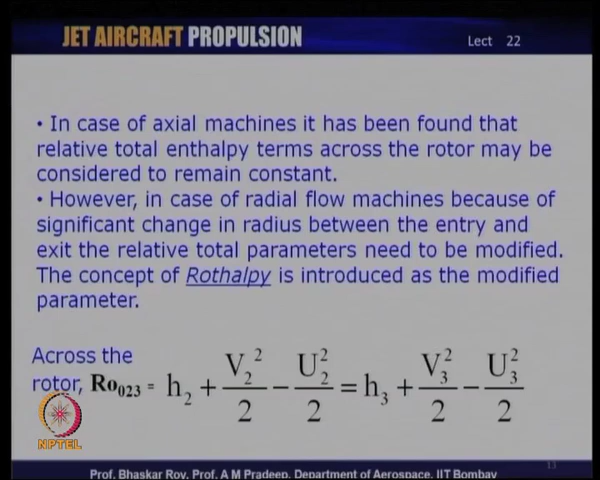 JET AIRCRAFT PROPULSION Lect 22
• In case of axial machines it has been found that
relative total enthalpy terms across the rotor may be
considered to remain constant.
• However, in case of radial flow machines because of
significant change in radius between the entry and
exit the relative total parameters need to be modified.
The concept of Rothalpy is introduced as the modified
parameter.
Across the
rotor, Ro₀₂₃ = h₂ + V₂²/2 − U₂²/2 = h₃ + V₃²/2 − U₃²/2
NPTEL
13
Prof. Bhaskar Roy, Prof. A M Pradeep, Department of Aerospace, IIT Bombay